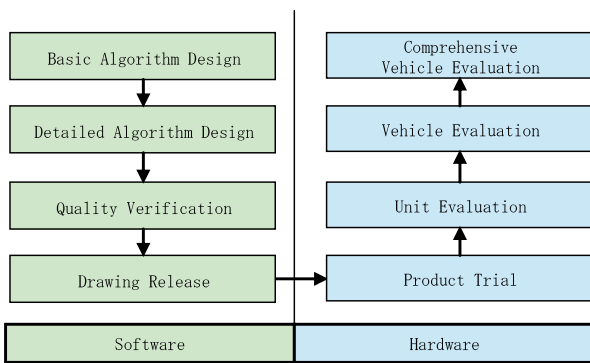 Basic Algorithm Design
Detailed Algorithm Design
Quality Verification
Drawing Release
Comprehensive
Vehicle Evaluation
Vehicle Evaluation
Unit Evaluation
Product Trial
Software
Hardware